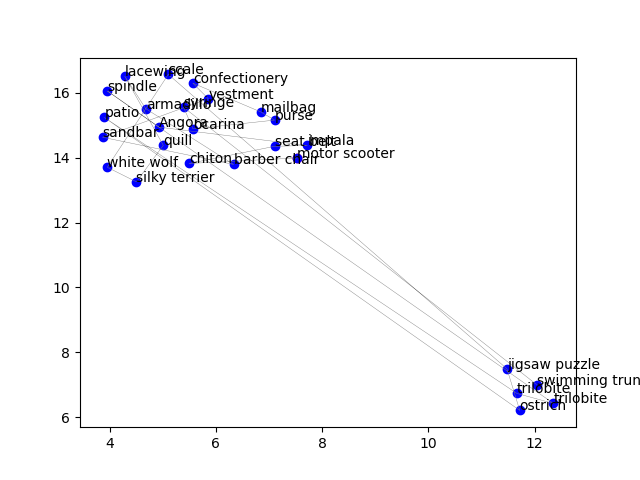 lacewing
scale
confectionery
spindle
vestment
armadillo
syringe
mailbag
patio
Angora
ocarina
purse
sandbar
quill
seat belt
impala
white wolf
chiton
barber chair
motor scooter
silky terrier
jigsaw puzzle
swimming trun
trilobite
trilobite
ostrich
16
14
12
10
8
6
4
6
8
10
12